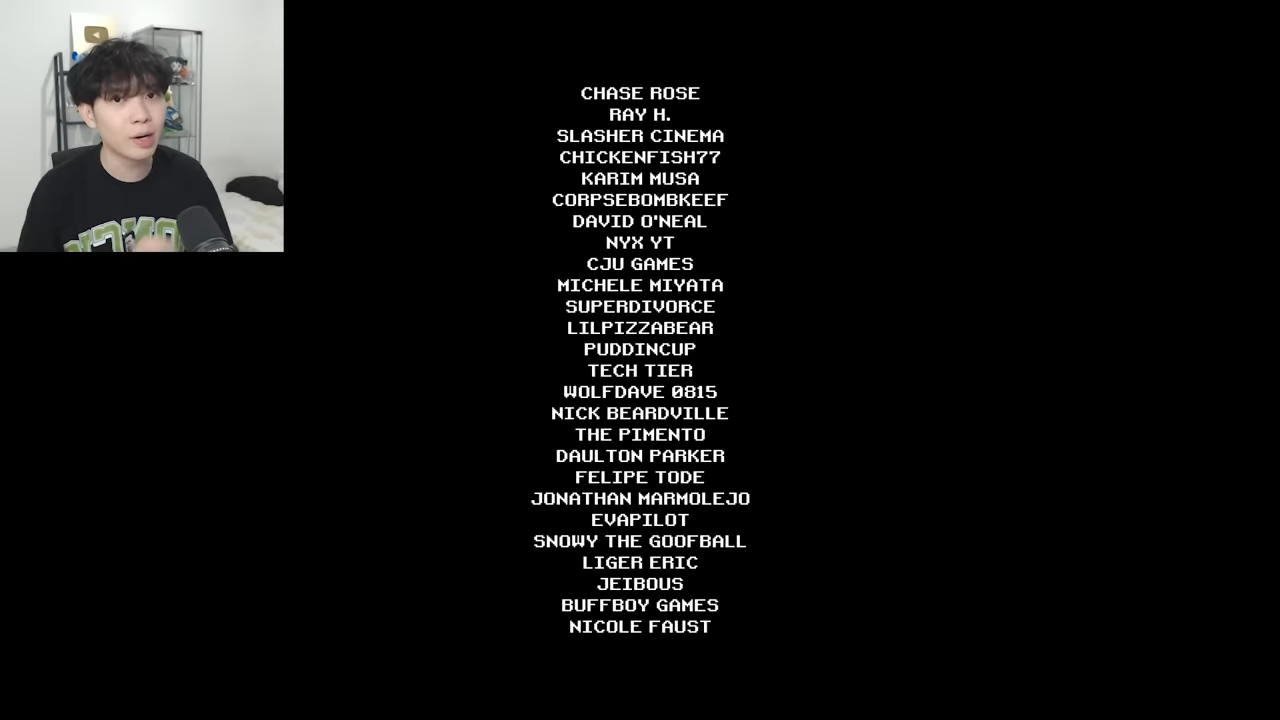 CHASE ROSE
RAY H.
SLASHER CINEMA
CHICKENFISH77
KARIM MUSA
CORPSEBOMBKEEF
DAVID O'NEAL
NYX YT
CJU GAMES
MICHELE MIYATA
SUPERDIVORCE
LILPIZZABEAR
PUDDINCUP
TECH TIER
WOLFDAVE 0815
NICK BEARDVILLE
THE PIMENTO
DAULTON PARKER
FELIPE TODE
JONATHAN MARMOLEJO
EVAPILOT
SNOWY THE GOOFBALL
LIGER ERIC
JEIBOUS
BUFFBOY GAMES
NICOLE FAUST